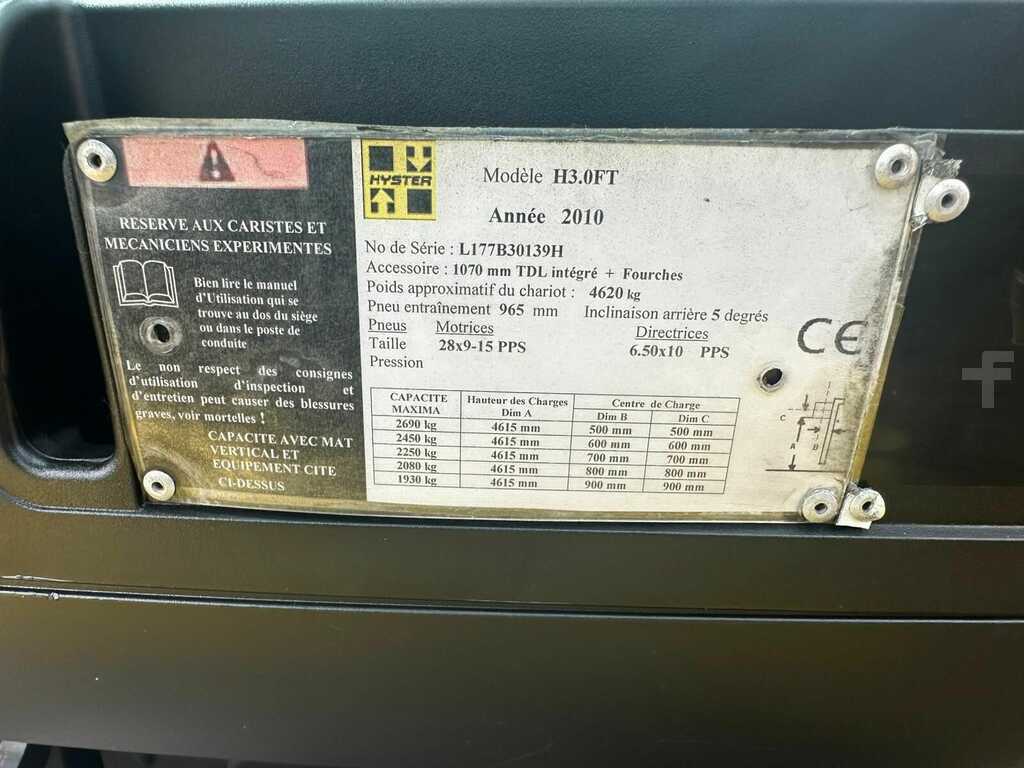 RESERVE AUX CARISTES ET
MECANICIENS EXPERIMENTES
Bien lire le manuel
d'Utilisation qui se
trouve au dos du siège
ou dans le poste de
conduite
Le non respect des consignes
d'utilisation d'inspection et
d'entretien peut causer des blessures
graves, voir mortelles !
CAPACITE AVEC MAT
VERTICAL ET
EQUIPEMENT CITE
CI-DESSUS
HYSTER
Modèle H3.0FT
Année 2010
No de Série : L177B30139H
Accessoire : 1070 mm TDL intégré + Fourches
Poids approximatif du chariot : 4620 kg
Pneu entraînement 965 mm Inclinaison arrière 5 degrés
Pneus Motrices Directrices
Taille 28x9-15 PPS 6.50x10 PPS
Pression
CE
CAPACITE MAXIMA Hauteur des Charges Dim A Centre de Charge Dim B Dim C
2690 kg 4615 mm 500 mm 500 mm
2450 kg 4615 mm 600 mm 600 mm
2250 kg 4615 mm 700 mm 700 mm
2080 kg 4615 mm 800 mm 800 mm
1930 kg 4615 mm 900 mm 900 mm
C
A
B
f